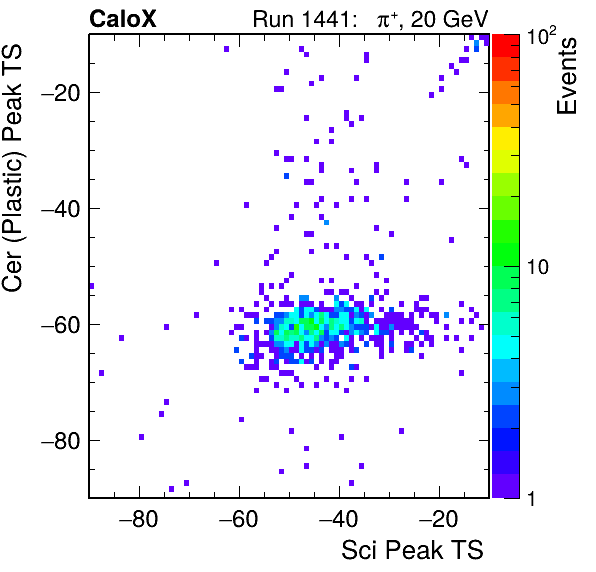 CaloX Run 1441: π⁺, 20 GeV
Cer (Plastic) Peak TS
−20
−40
−60
−80
−80 −60 −40 −20
Sci Peak TS
10²
10
1
Events